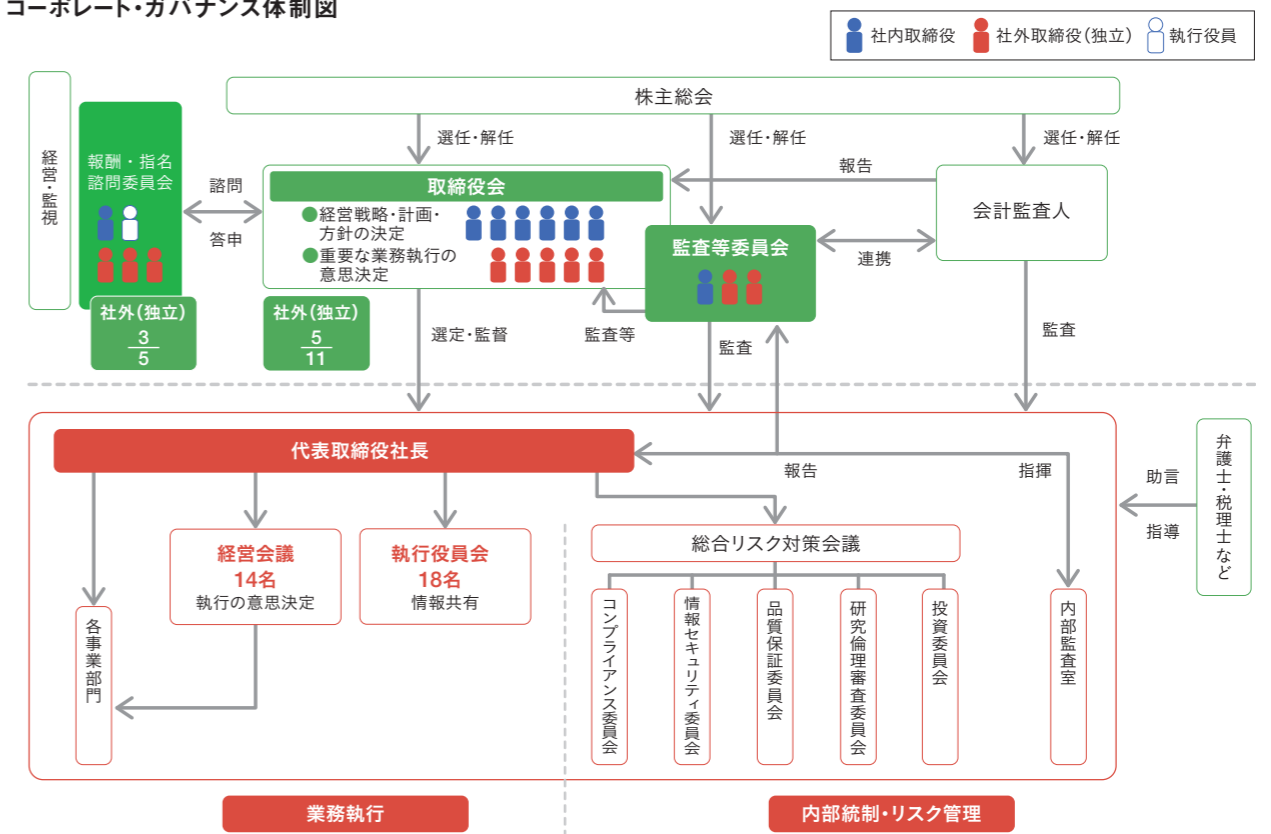 コーポレート・ガバナンス体制図
社内取締役
社外取締役(独立)
執行役員
経営・監視
報酬・指名
諮問委員会
社外(独立)
3
5
諮問
答申
株主総会
選任・解任
選任・解任
選任・解任
取締役会
●経営戦略・計画・
方針の決定
●重要な業務執行の
意思決定
社外(独立)
5
11
報告
会計監査人
監査等委員会
連携
選定・監督
監査等
監査
監査
代表取締役社長
報告
指揮
助言
指導
弁護士・税理士など
経営会議
14名
執行の意思決定
執行役員会
18名
情報共有
各事業部門
総合リスク対策会議
コンプライアンス委員会
情報セキュリティ委員会
品質保証委員会
研究倫理審査委員会
投資委員会
内部監査室
業務執行
内部統制・リスク管理